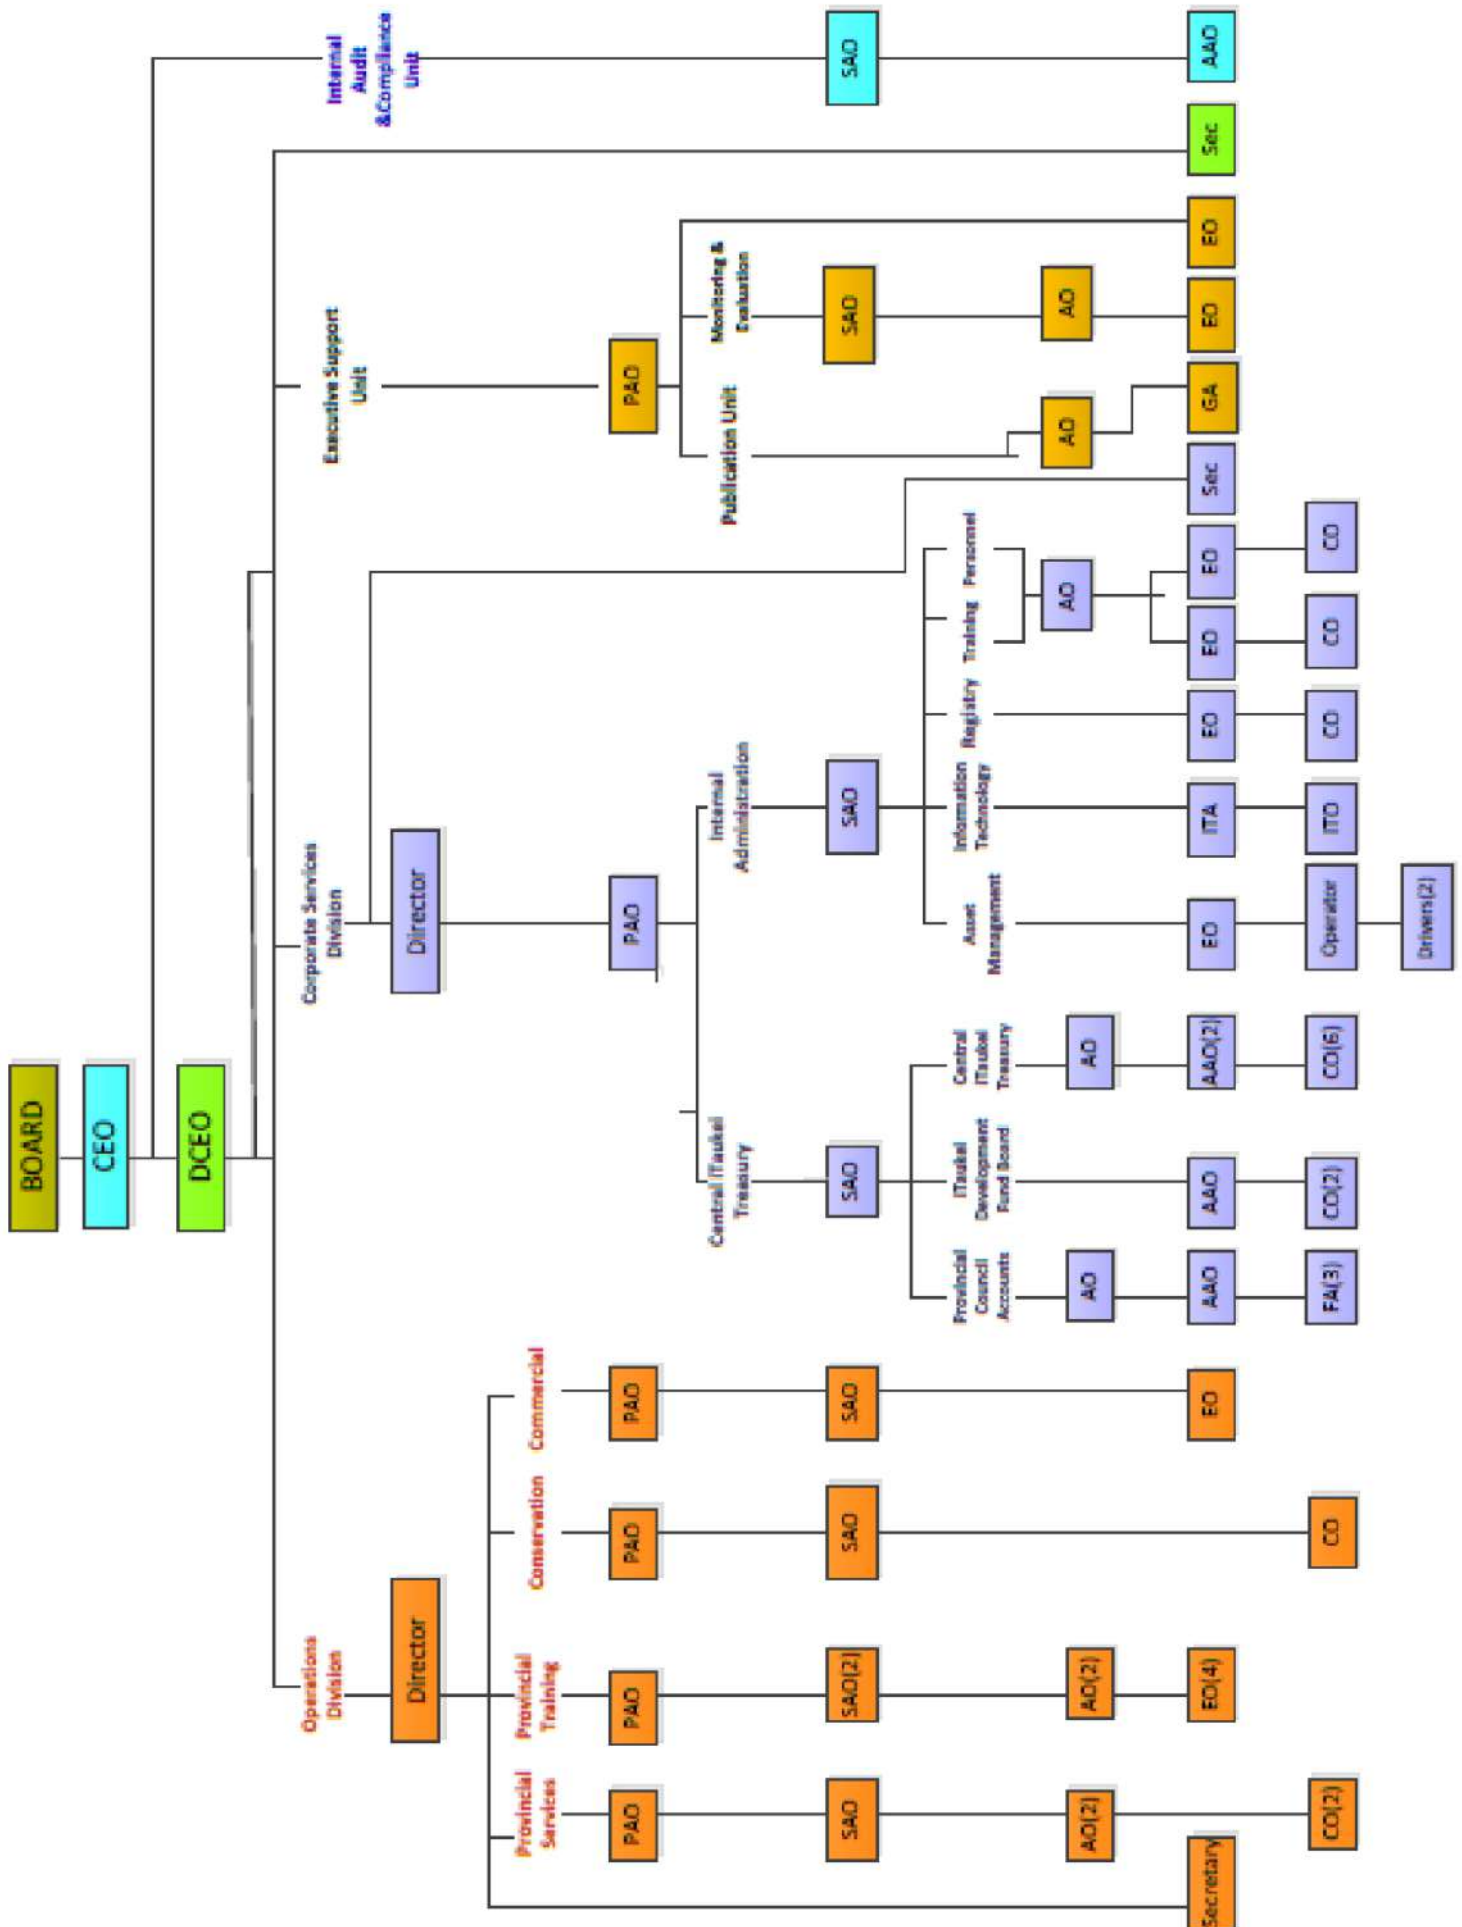 BOARD
CEO
DCEO
Operations
Division
Corporate Services
Division
Executive Support
Unit
Internal
Audit
&Compliance
Unit
Director
Director
Provincial
Services
Provincial
Training
Conservation
Commercial
PAO
PAO
PAO
PAO
PAO
PAO
Central iTaukei
Treasury
Internal
Administration
Publication Unit
Monitoring &
Evaluation
SAO
SAO(2)
SAO
SAO
SAO
SAO
SAO
SAO
Provincial
Council
Accounts
iTaukei
Development
Fund Board
Central
iTaukei
Treasury
Asset
Management
Information
Technology
Registry
Training
Personnel
AO(2)
AO(2)
AO
AO
AO
AO
AO
Secretary
EO(4)
EO
AAO
AAO
AAO(2)
EO
ITA
EO
EO
EO
Sec
GA
EO
EO
Sec
AAO
CO(2)
CO
FA(3)
CO(2)
CO(6)
Operator
ITO
CO
CO
CO
Drivers(2)